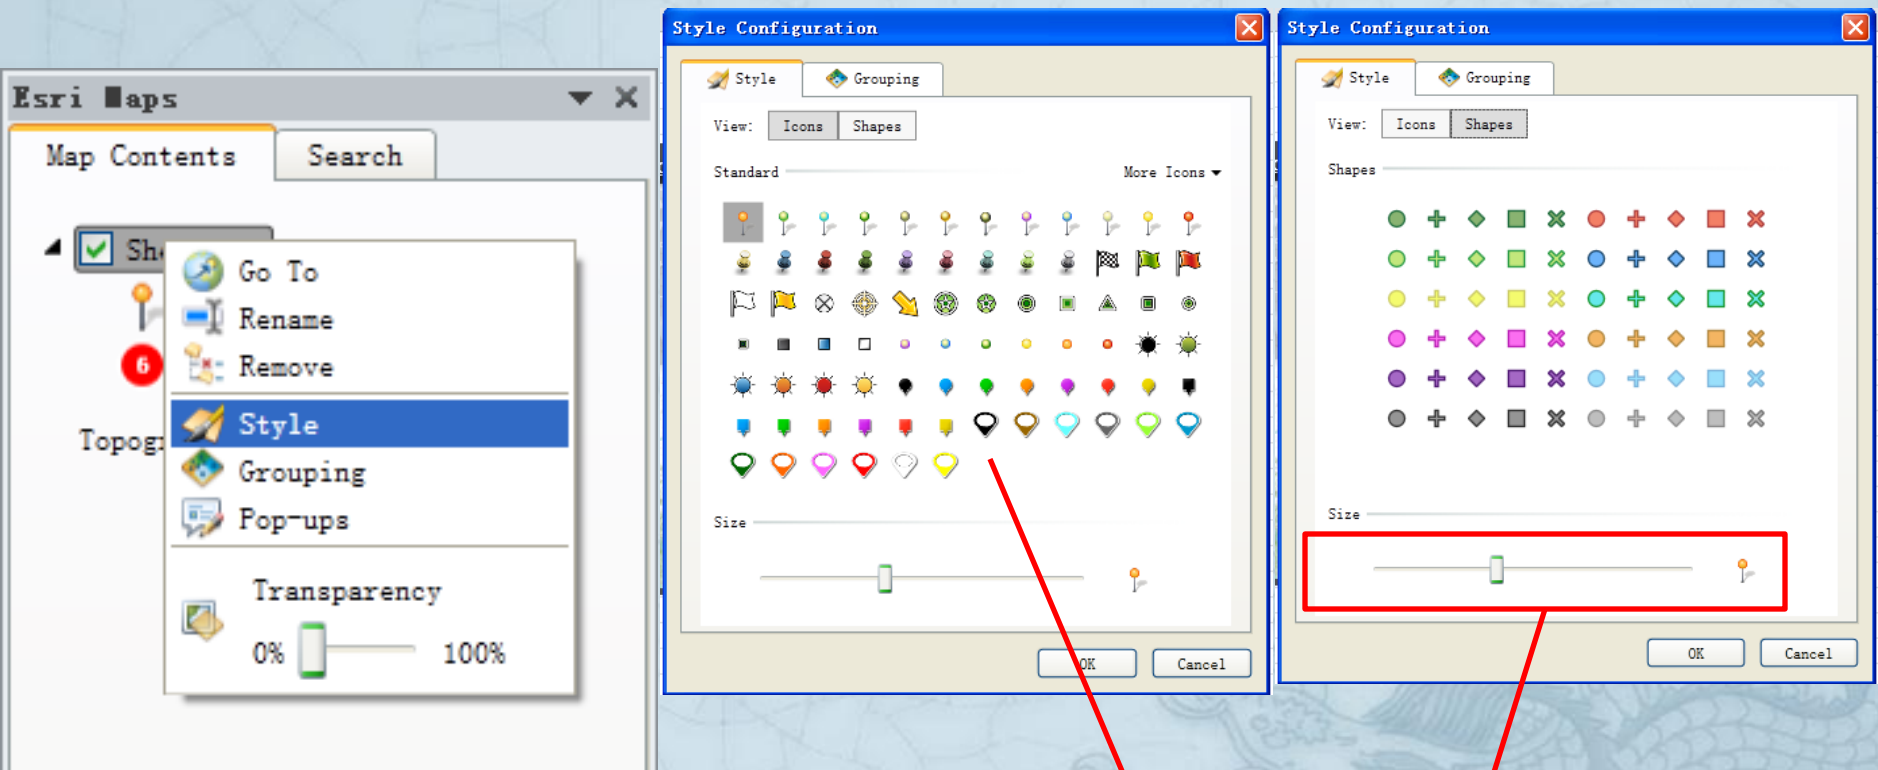 Esri Maps
Map Contents
Search
Go To
Rename
6
Remove
Style
Grouping
Pop-ups
Transparency
0%
100%
Style Configuration
Style
Grouping
View:
Icons
Shapes
Standard
More Icons
Size
OK
Cancel
Style Configuration
Style
Grouping
View:
Icons
Shapes
Shapes
Size
OK
Cancel